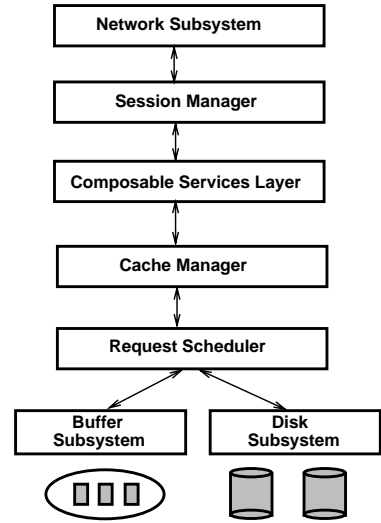 Network Subsystem
Session Manager
Composable Services Layer
Cache Manager
Request Scheduler
Buffer
Subsystem
Disk
Subsystem